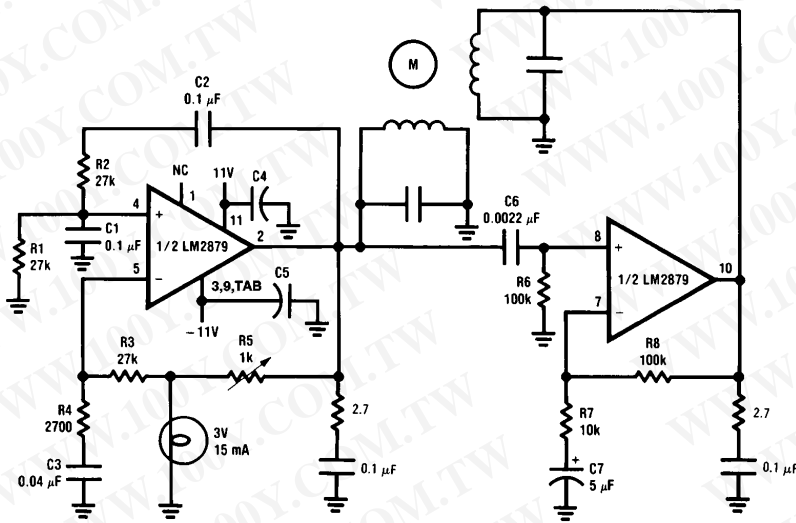 M
C2
0.1 µF
R2
27k
NC
1
11V
C4
11
4
+
1/2 LM2879
2
C1
0.1 µF
R1
27k
5
−
3,9,TAB
C5
−11V
R3
27k
R5
1k
R4
2700
C3
0.04 µF
3V
15 mA
2.7
0.1 µF
C6
0.0022 µF
R6
100k
8
+
1/2 LM2879
10
7
−
R8
100k
R7
10k
+
C7
5 µF
2.7
0.1 µF
WWW.100Y.COM.TW